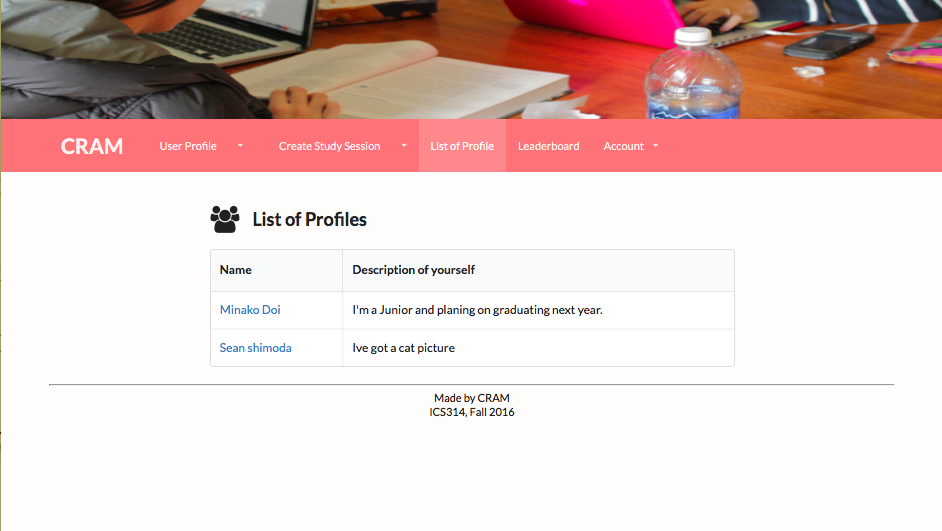 CRAM User Profile Create Study Session List of Profile Leaderboard Account
List of Profiles
Name Description of yourself
Minako Doi I'm a Junior and planing on graduating next year.
Sean shimoda Ive got a cat picture
Made by CRAM
ICS314, Fall 2016